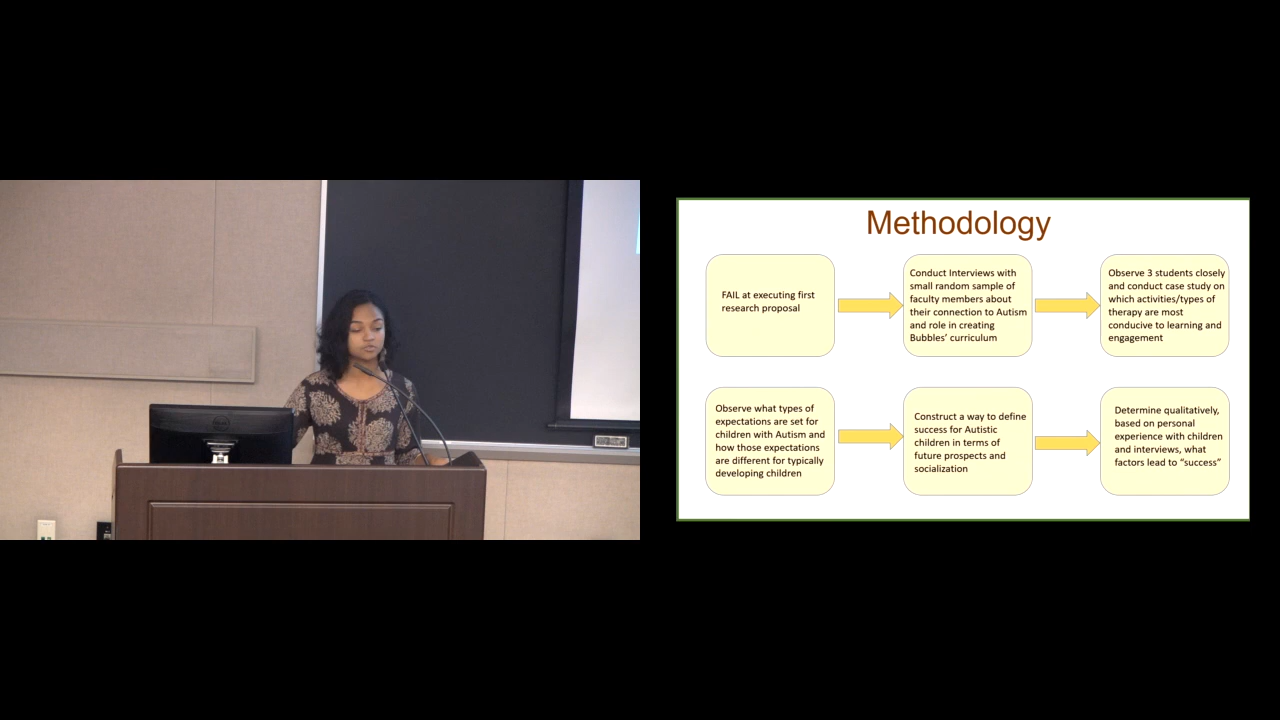 Methodology
FAIL at executing first
research proposal
Conduct Interviews with
small random sample of
faculty members about
their connection to Autism
and role in creating
Bubbles’ curriculum
Observe 3 students closely
and conduct case study on
which activities/types of
therapy are most
conducive to learning and
engagement
Observe what types of
expectations are set for
children with Autism and
how those expectations
are different for typically
developing children
Construct a way to define
success for Autistic
children in terms of
future prospects and
socialization
Determine qualitatively,
based on personal
experience with children
and interviews, what
factors lead to “success”